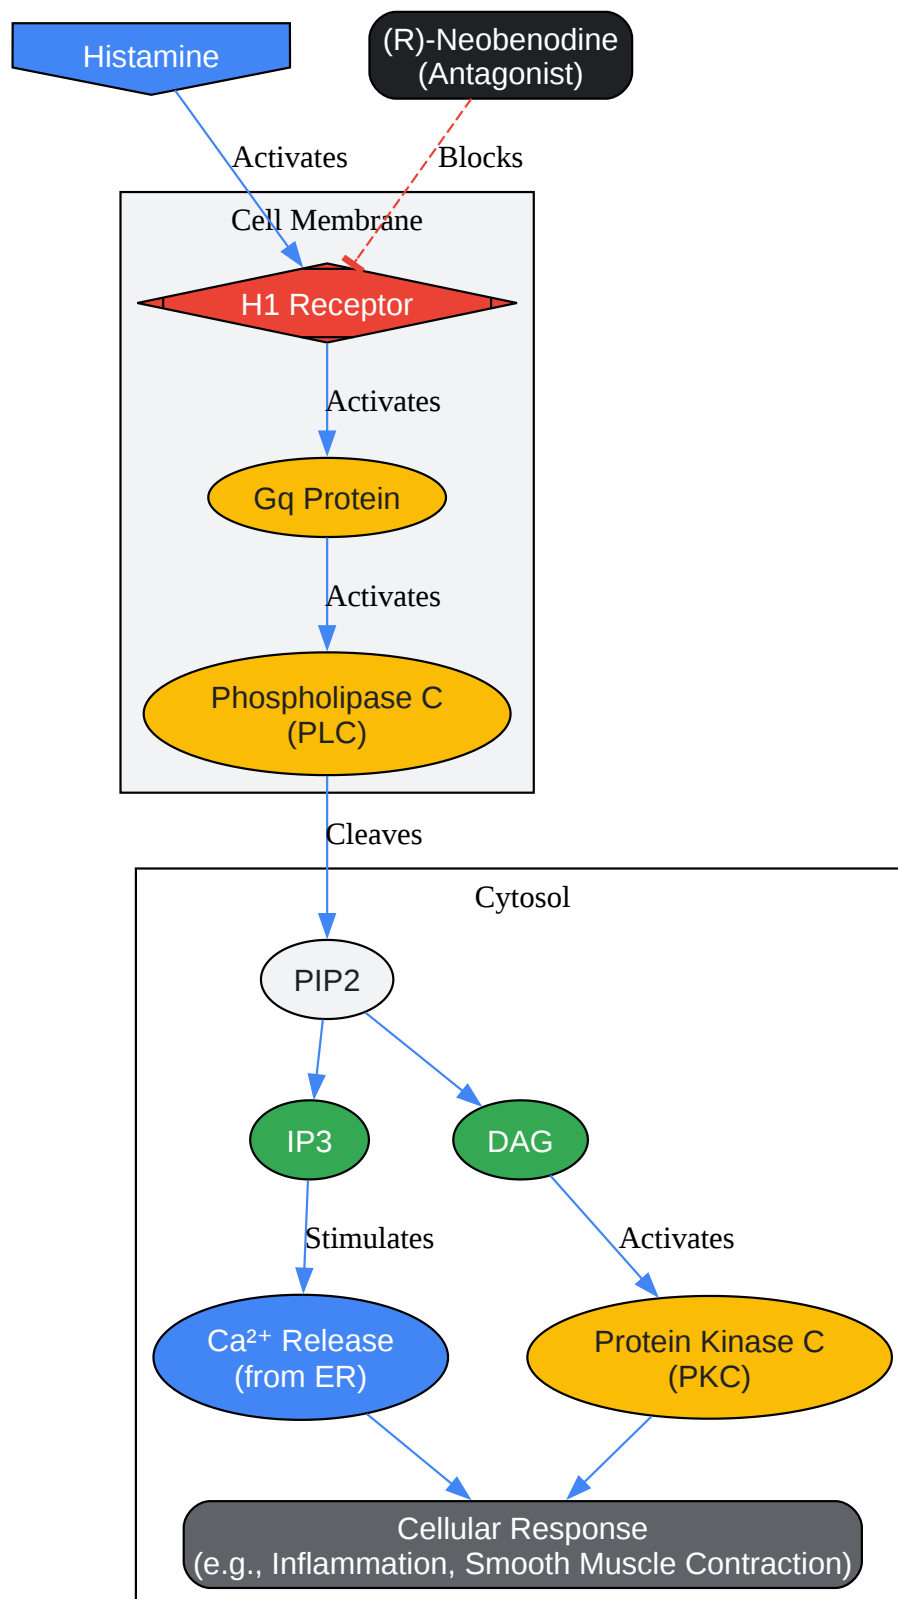 Histamine
(R)-Neobenodine
(Antagonist)
Activates
Blocks
Cell Membrane
H1 Receptor
Activates
Gq Protein
Activates
Phospholipase C
(PLC)
Cleaves
Cytosol
PIP2
IP3
DAG
Stimulates
Activates
Ca²⁺ Release
(from ER)
Protein Kinase C
(PKC)
Cellular Response
(e.g., Inflammation, Smooth Muscle Contraction)